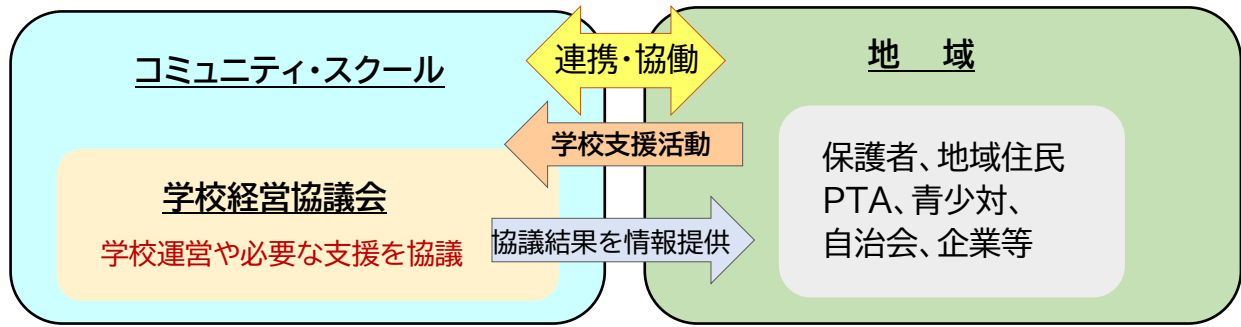 コミュニティ・スクール
連携・協働
地　域
学校支援活動
学校経営協議会
学校運営や必要な支援を協議
協議結果を情報提供
保護者、地域住民
PTA、青少対、
自治会、企業等